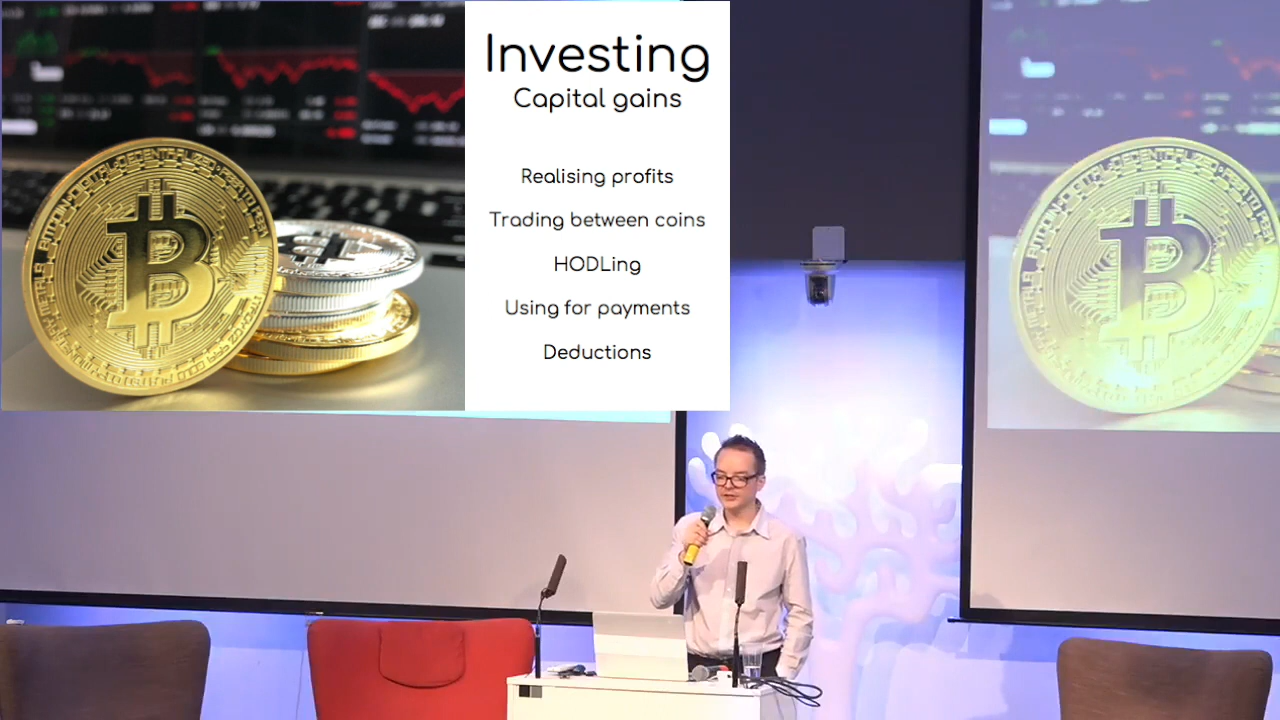 Investing
Capital gains
Realising profits
Trading between coins
HODLing
Using for payments
Deductions